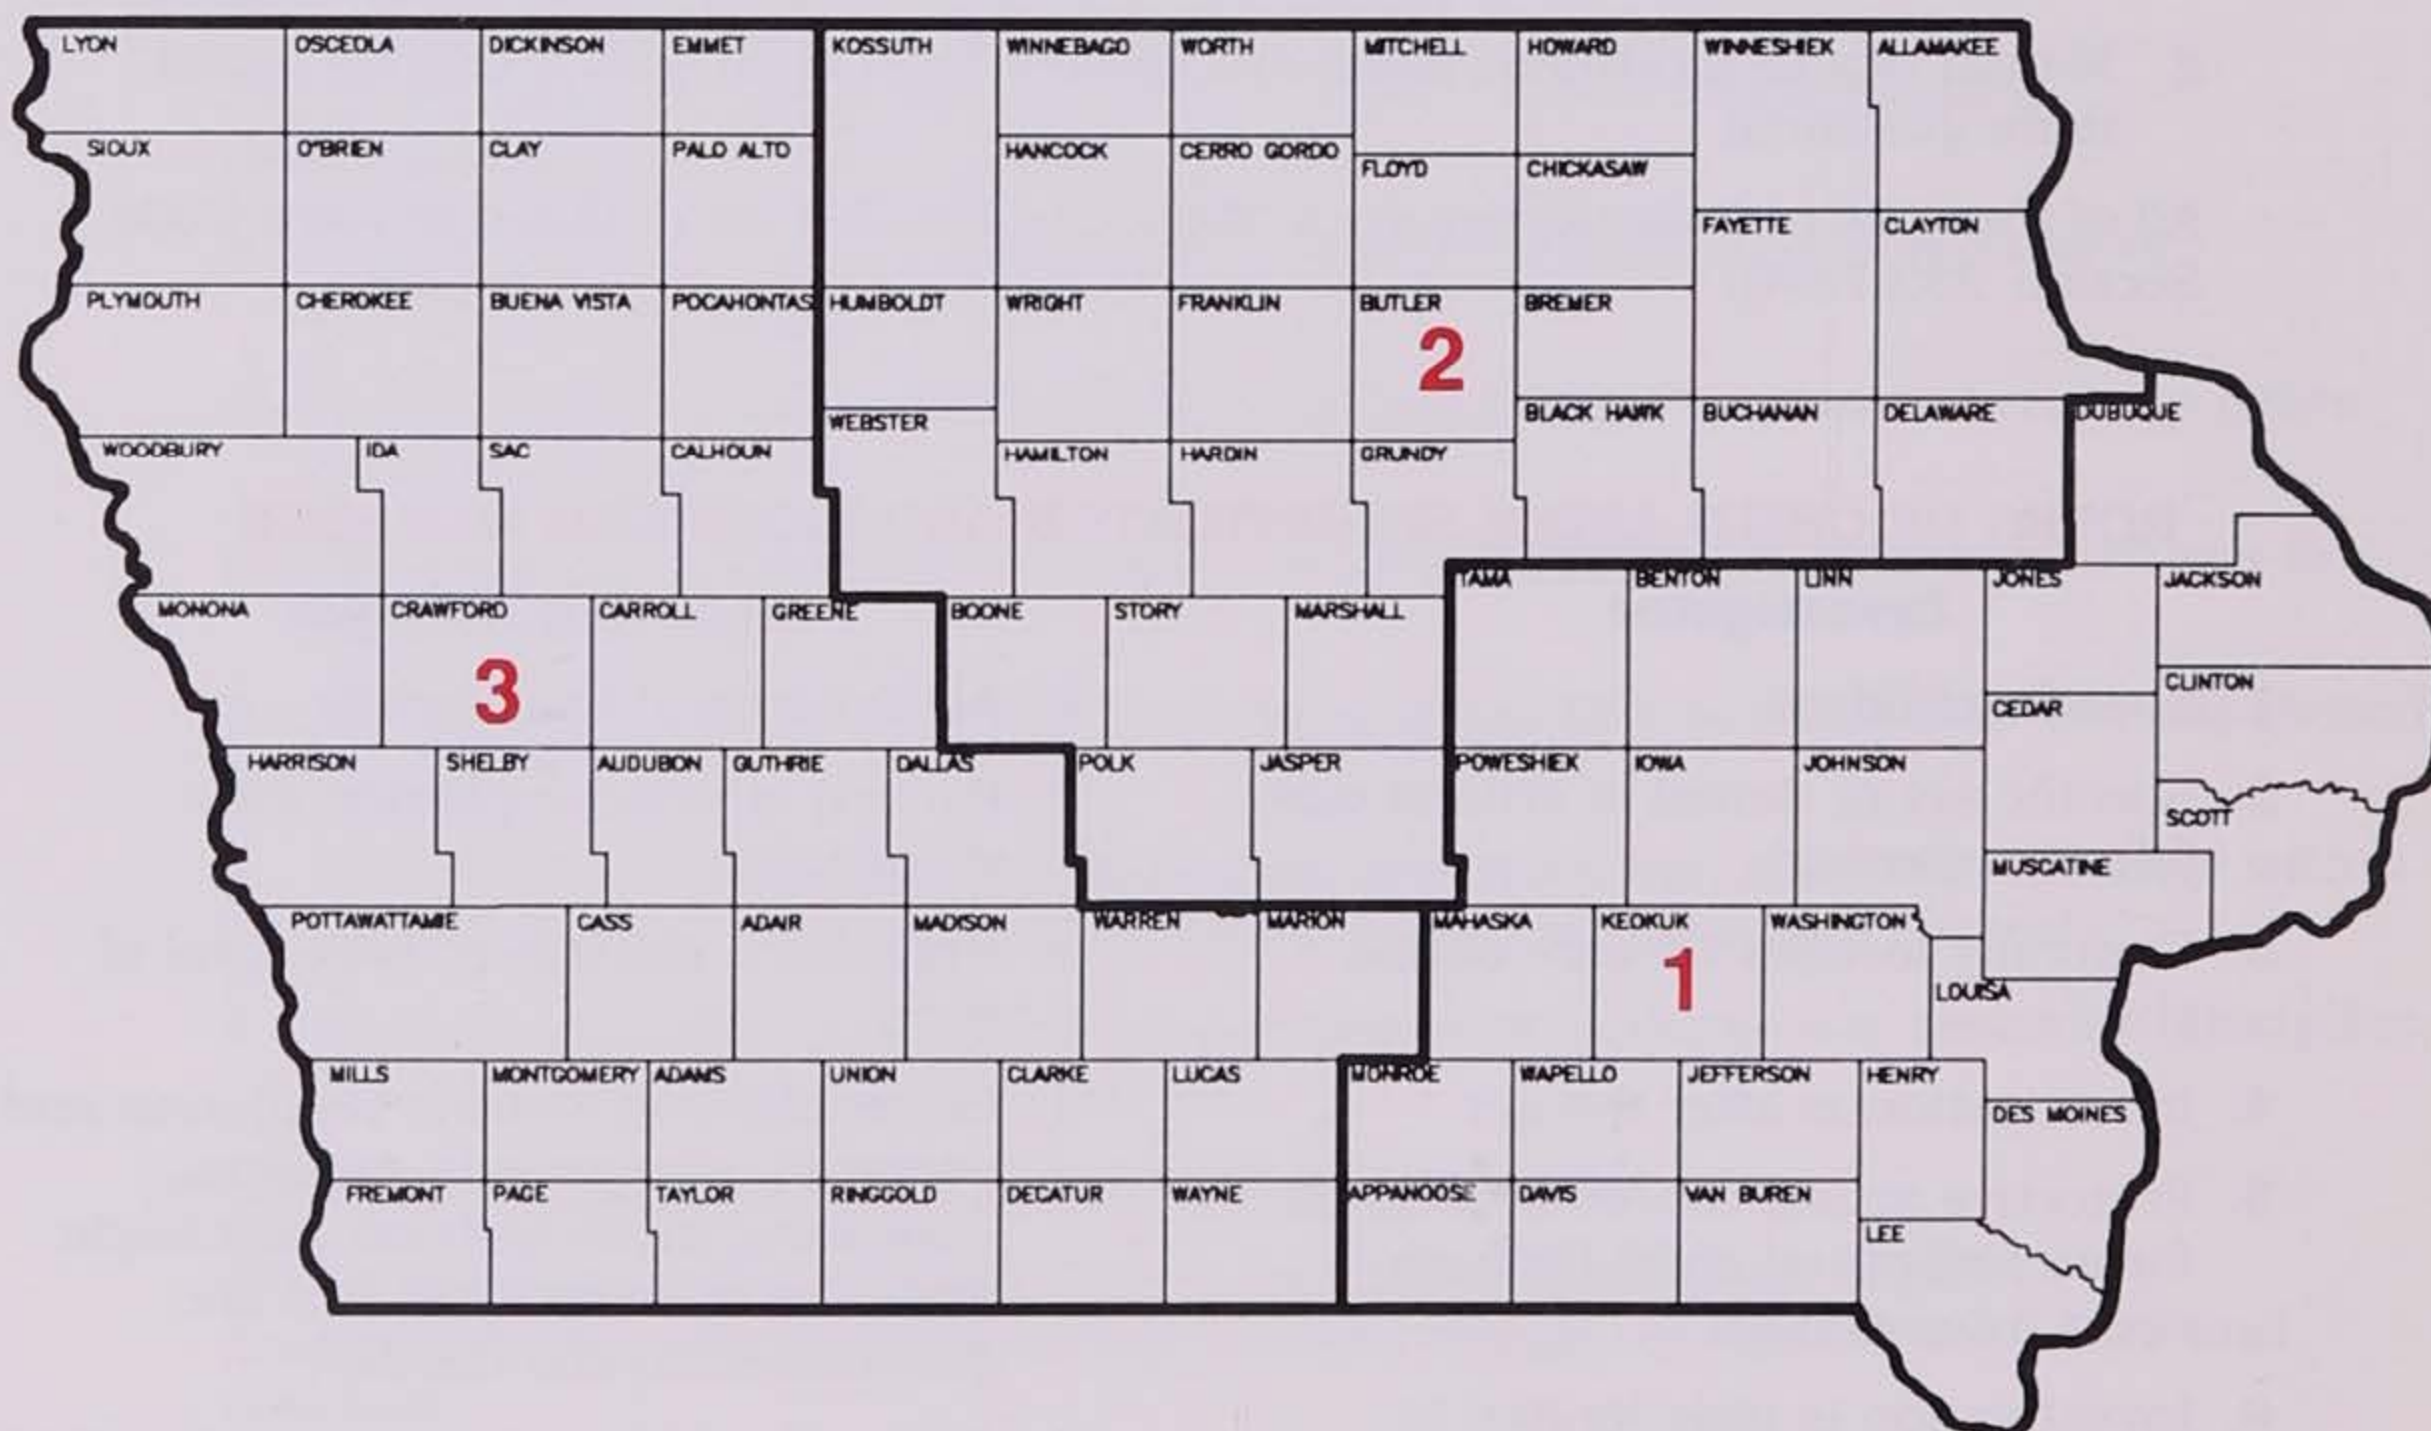 LYON OSCEOLA DICKINSON EMMET KOSSUTH WINNEBAGO WORTH MITCHELL HOWARD WINNESHIEK ALLAMAKEE
SIOUX O'BRIEN CLAY PALO ALTO HANCOCK CERRO GORDO FLOYD CHICKASAW
FAYETTE CLAYTON
PLYMOUTH CHEROKEE BUENA VISTA POCAHONTAS HUMBOLDT WRIGHT FRANKLIN BUTLER BREMER
2
WEBSTER BLACK HAWK BUCHANAN DELAWARE DUBUQUE
WOODBURY IDA SAC CALHOUN HAMILTON HARDIN GRUNDY
TAMA BENTON LINN JONES JACKSON
MONONA CRAWFORD CARROLL GREENE BOONE STORY MARSHALL
3
CLINTON
CEDAR
HARRISON SHELBY AUDUBON GUTHRIE DALLAS POLK JASPER POWESHIEK IOWA JOHNSON
SCOTT
MUSCATINE
POTTAWATTAMIE CASS ADAIR MADISON WARREN MARION MAHASKA KEOKUK WASHINGTON
1
LOUISA
MILLS MONTGOMERY ADAMS UNION CLARKE LUCAS MONROE WAPELLO JEFFERSON HENRY
DES MOINES
FREMONT PAGE TAYLOR RINGGOLD DECATUR WAYNE APPANOOSE DAVIS VAN BUREN
LEE